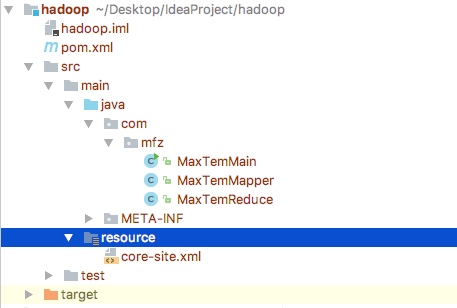 hadoop ~/Desktop/IdeaProject/hadoop
hadoop.iml
pom.xml
src
main
java
com
mfz
MaxTemMain
MaxTemMapper
MaxTemReduce
META-INF
resource
core-site.xml
test
target